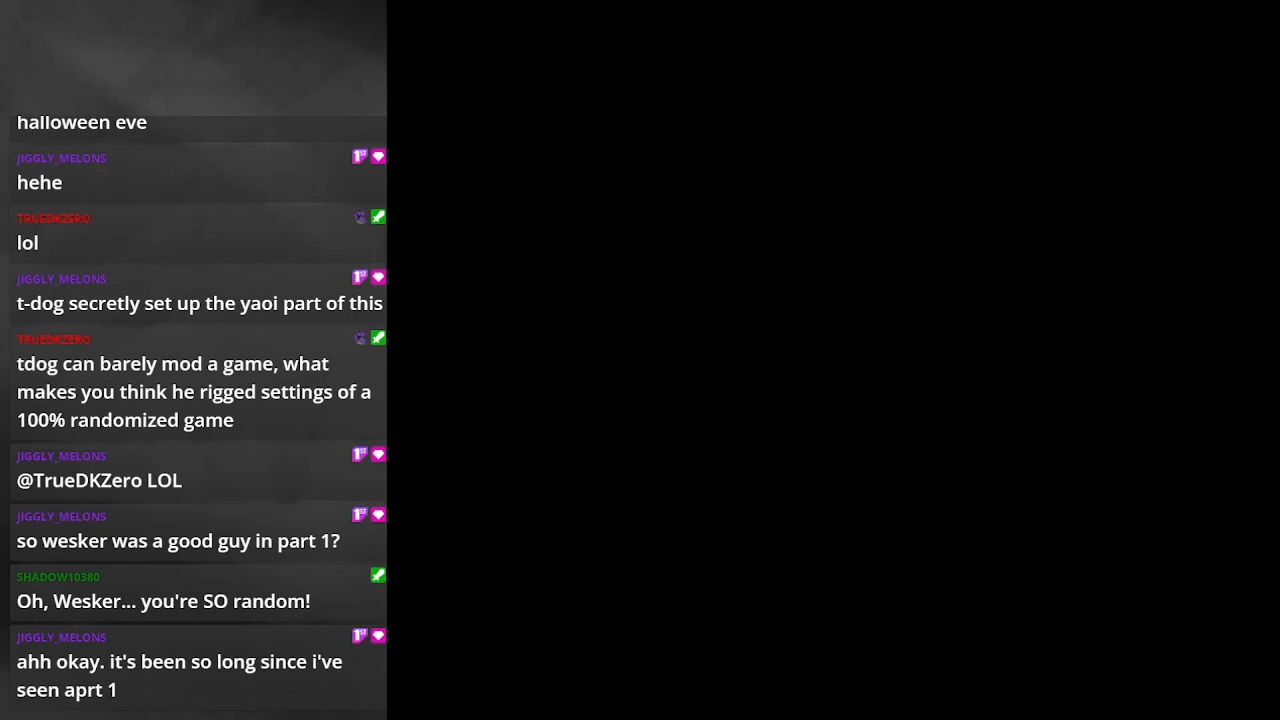 halloween eve
JIGGLY_MELONS
hehe
TRUEDKZERO
lol
JIGGLY_MELONS
t-dog secretly set up the yaoi part of this
TRUEDKZERO
tdog can barely mod a game, what
makes you think he rigged settings of a
100% randomized game
JIGGLY_MELONS
@TrueDKZero LOL
JIGGLY_MELONS
so wesker was a good guy in part 1?
SHADOW10380
Oh, Wesker... you're SO random!
JIGGLY_MELONS
ahh okay. it's been so long since i've
seen aprt 1